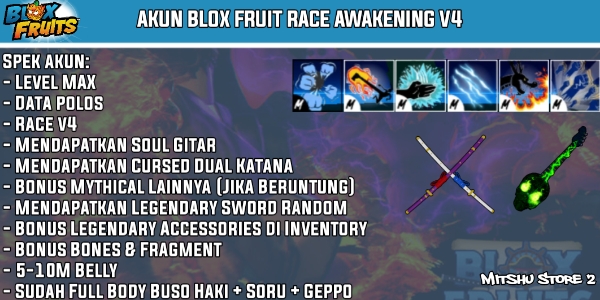 BLOX
FRUITS
AKUN BLOX FRUIT RACE AWAKENING V4
SPEK AKUN:
- LEVEL MAX
- DATA POLOS
- RACE V4
- MENDAPATKAN SOUL GITAR
- MENDAPATKAN CURSED DUAL KATANA
- BONUS MYTHICAL LAINNYA (JIKA BERUNTUNG)
- MENDAPATKAN LEGENDARY SWORD RANDOM
- BONUS LEGENDARY ACCESSORIES DI INVENTORY
- BONUS BONES & FRAGMENT
- 5-10M BELLY
- SUDAH FULL BODY BUSO HAKI + SORU + GEPPO
M M M M M M
BLOX
MITSHU STORE 2